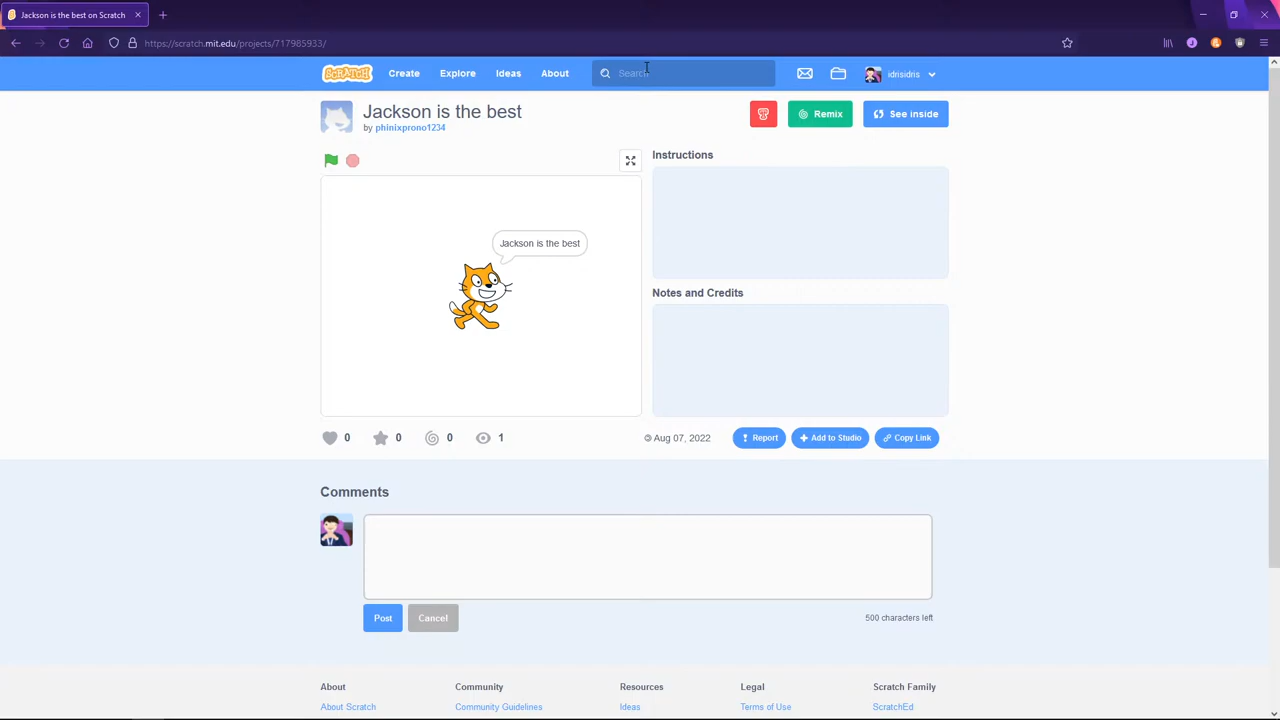 Jackson is the best on Scratch
https://scratch.mit.edu/projects/717985933/
SCRATCH
Create
Explore
Ideas
About
Search
idrisidris
Jackson is the best
by phinixprono1234
Remix
See inside
Instructions
Jackson is the best
Notes and Credits
0
0
0
1
Aug 07, 2022
Report
Add to Studio
Copy Link
Comments
Post
Cancel
500 characters left
About
Community
Resources
Legal
Scratch Family
About Scratch
Community Guidelines
Ideas
Terms of Use
ScratchEd